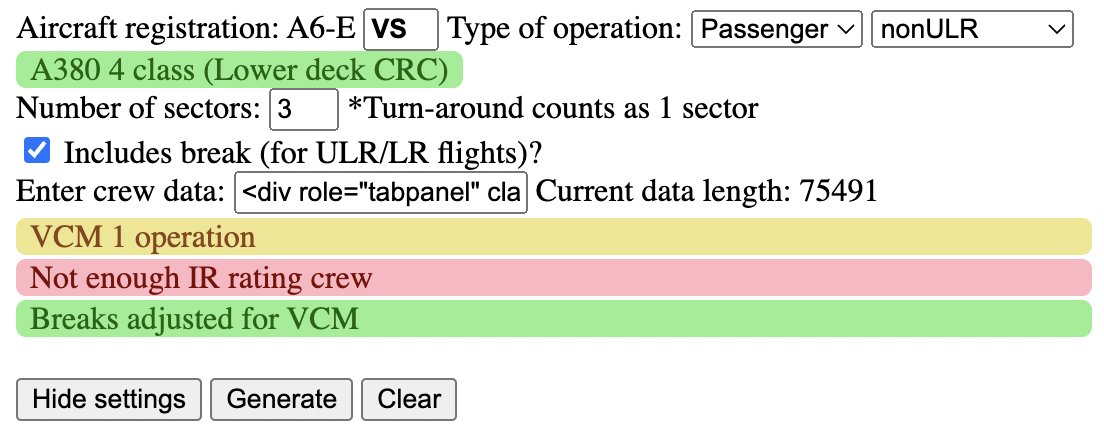 Aircraft registration: A6-E VS Type of operation: Passenger nonULR
A380 4 class (Lower deck CRC)
Number of sectors: 3 *Turn-around counts as 1 sector
Includes break (for ULR/LR flights)?
Enter crew data: <div role="tabpanel" cla Current data length: 75491
VCM 1 operation
Not enough IR rating crew
Breaks adjusted for VCM
Hide settings Generate Clear